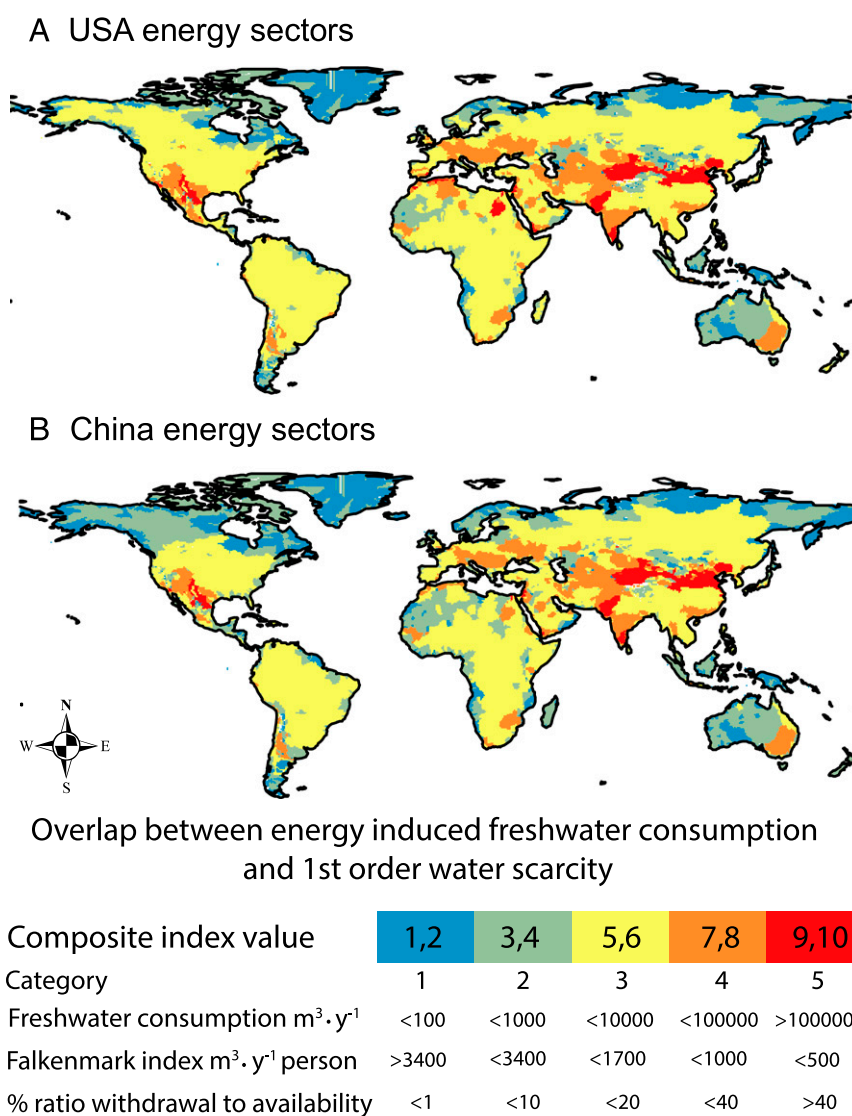 A USA energy sectors
B China energy sectors
N
W E
S
Overlap between energy induced freshwater consumption
and 1st order water scarcity
Composite index value 1,2 3,4 5,6 7,8 9,10
Category 1 2 3 4 5
Freshwater consumption m³·y⁻¹ <100 <1000 <10000 <100000 >100000
Falkenmark index m³·y⁻¹ person >3400 <3400 <1700 <1000 <500
% ratio withdrawal to availability <1 <10 <20 <40 >40